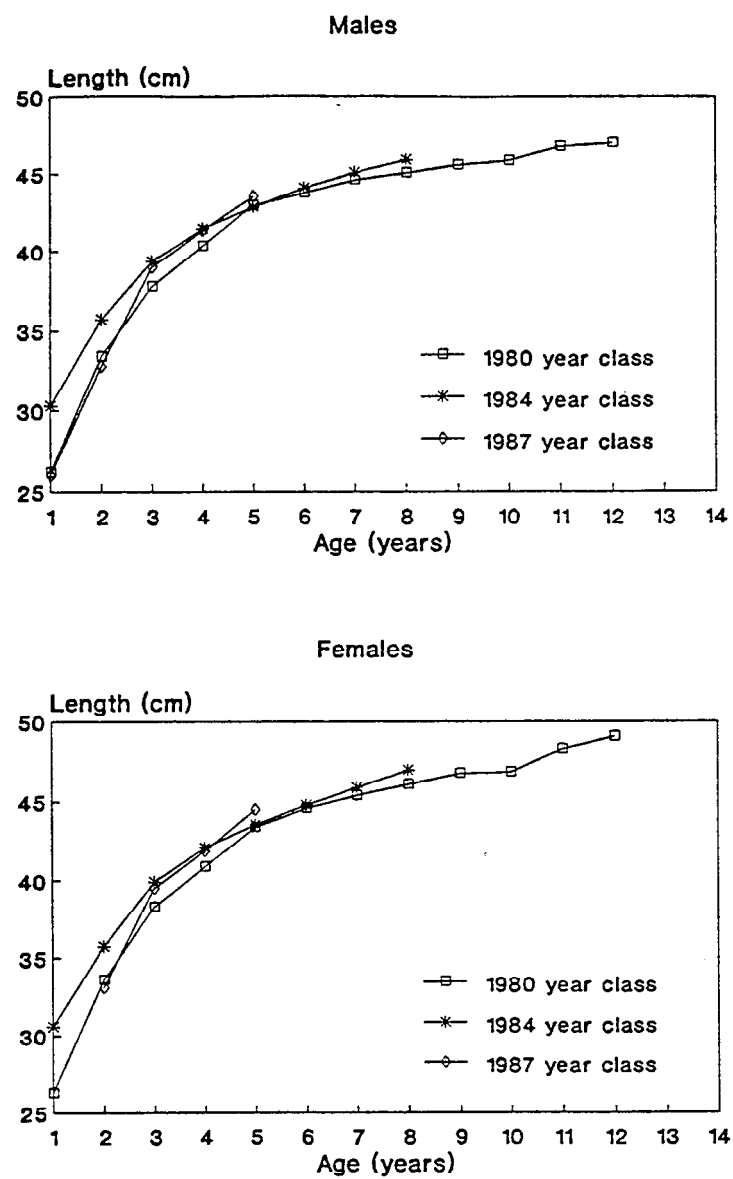 Males
Length (cm)
50
45
40
35
30
25
1980 year class
1984 year class
1987 year class
1 2 3 4 5 6 7 8 9 10 11 12 13 14
Age (years)
Females
Length (cm)
50
45
40
35
30
25
1980 year class
1984 year class
1987 year class
1 2 3 4 5 6 7 8 9 10 11 12 13 14
Age (years)